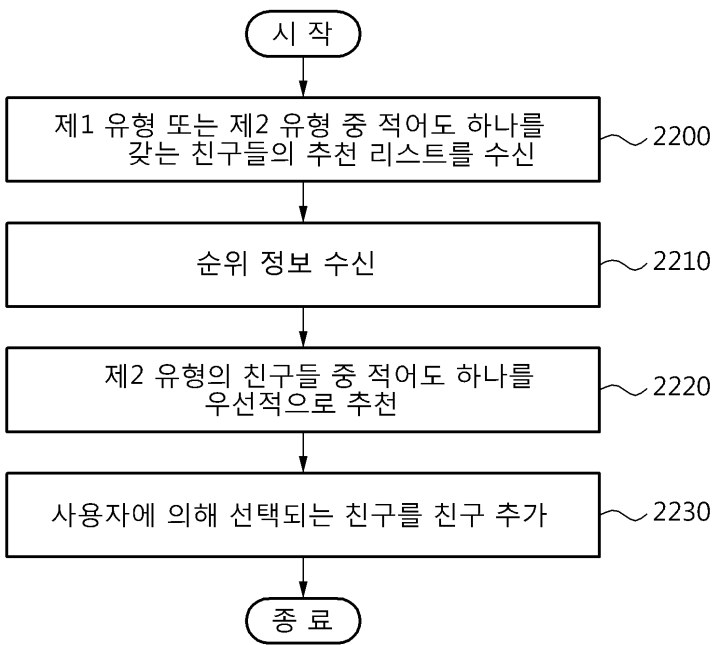 시 작
제1 유형 또는 제2 유형 중 적어도 하나를
갖는 친구들의 추천 리스트를 수신
2200
순위 정보 수신
2210
제2 유형의 친구들 중 적어도 하나를
우선적으로 추천
2220
사용자에 의해 선택되는 친구를 친구 추가
2230
종 료